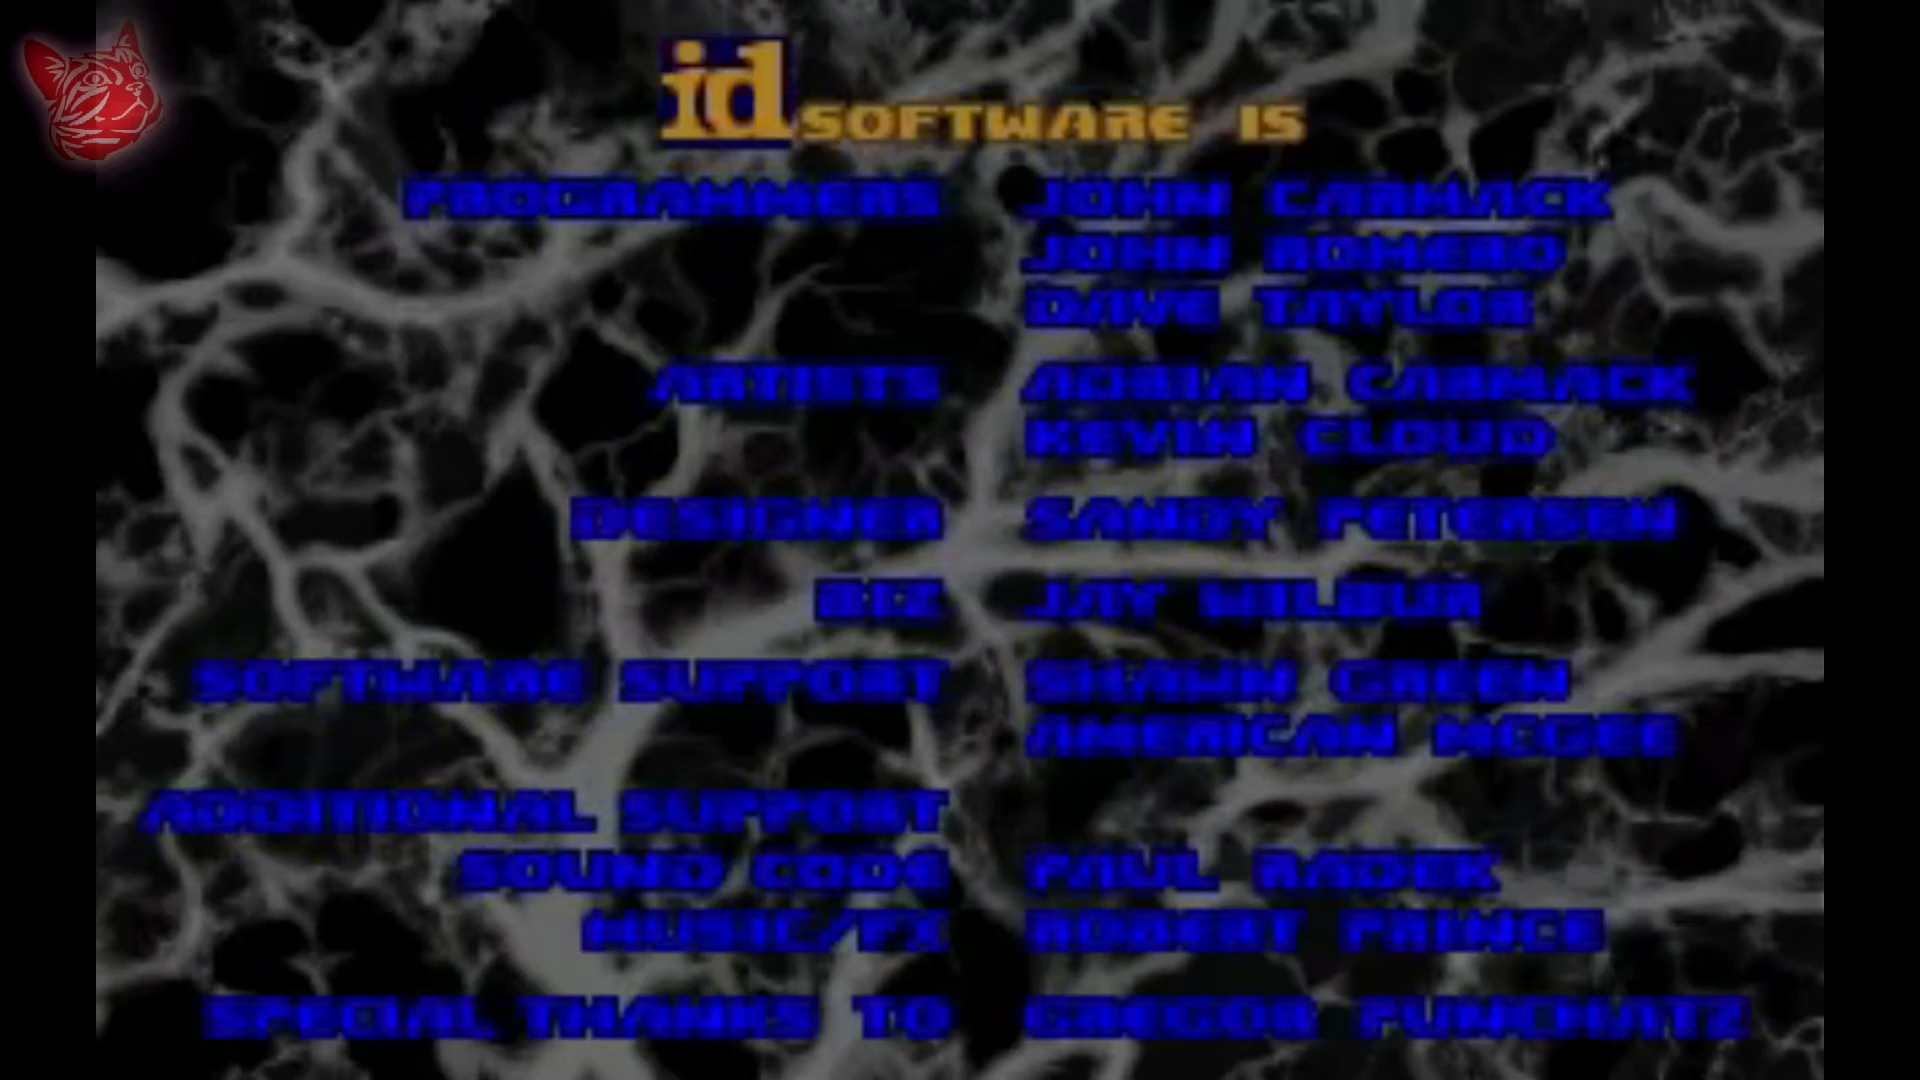 id SOFTWARE IS
PROGRAMMERS JOHN CARMACK
JOHN ROMERO
DAVE TAYLOR
ARTISTS ADRIAN CARMACK
KEVIN CLOUD
DESIGNER SANDY PETERSEN
BIZ JAY WILBUR
SOFTWARE SUPPORT SHAWN GREEN
AMERICAN MCGEE
ADDITIONAL SUPPORT
SOUND CODE PAUL RADEK
MUSIC/FX ROBERT PRINCE
SPECIAL THANKS TO GREGOR PUNCHATZ